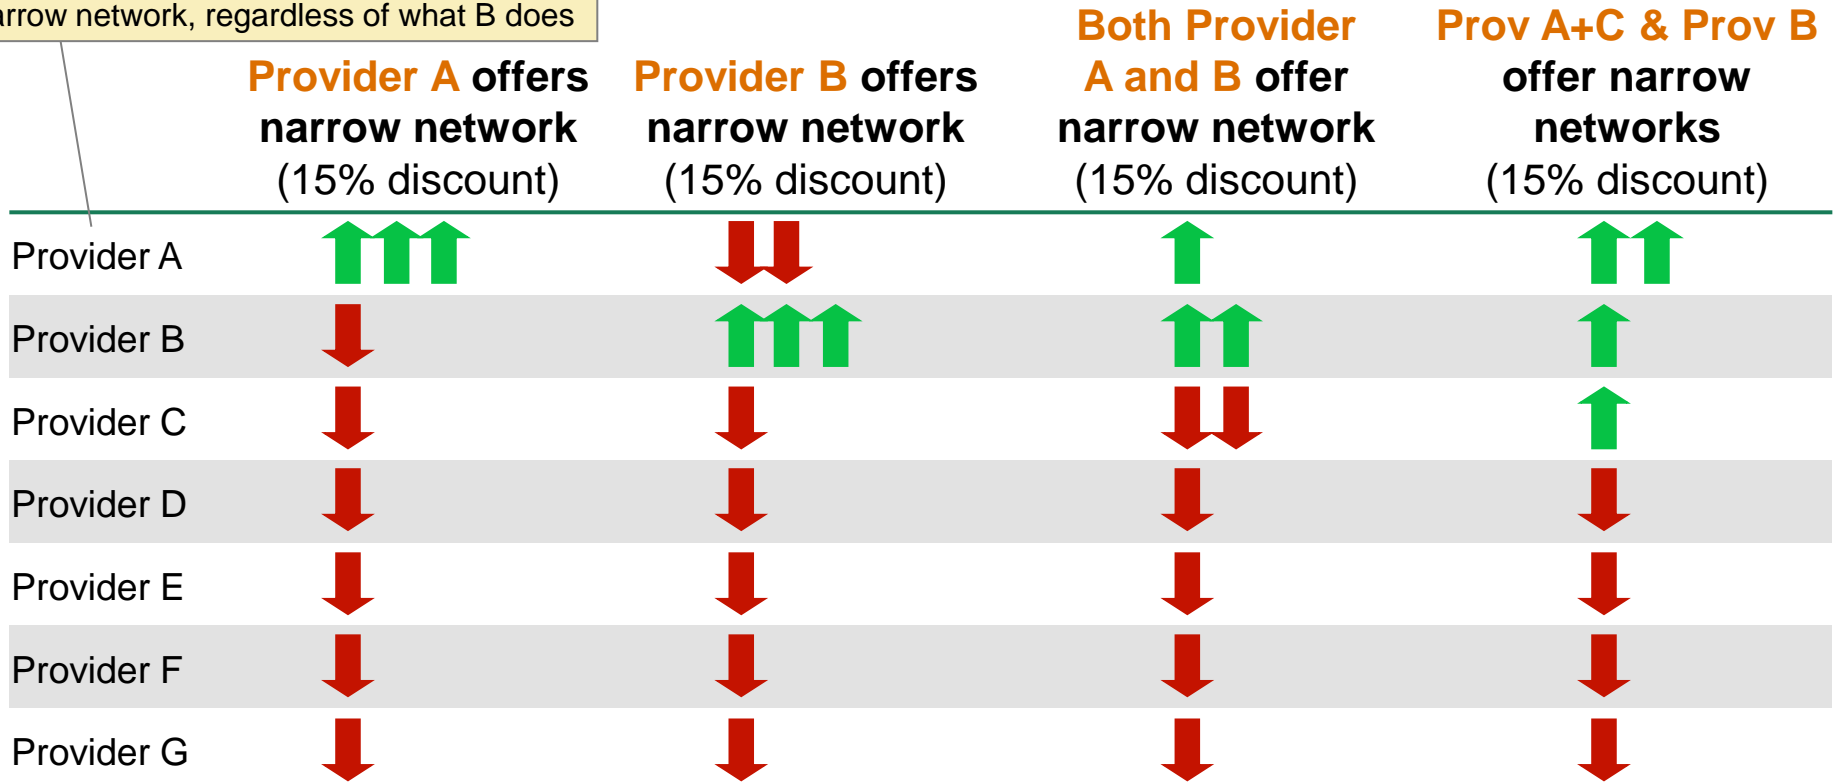 network, regardless of what B does
Provider A offers
narrow network
(15% discount)
Provider B offers
narrow network
(15% discount)
Both Provider
A and B offer
narrow network
(15% discount)
Prov A+C & Prov B
offer narrow
networks
(15% discount)
Provider A
Provider B
Provider C
Provider D
Provider E
Provider F
Provider G